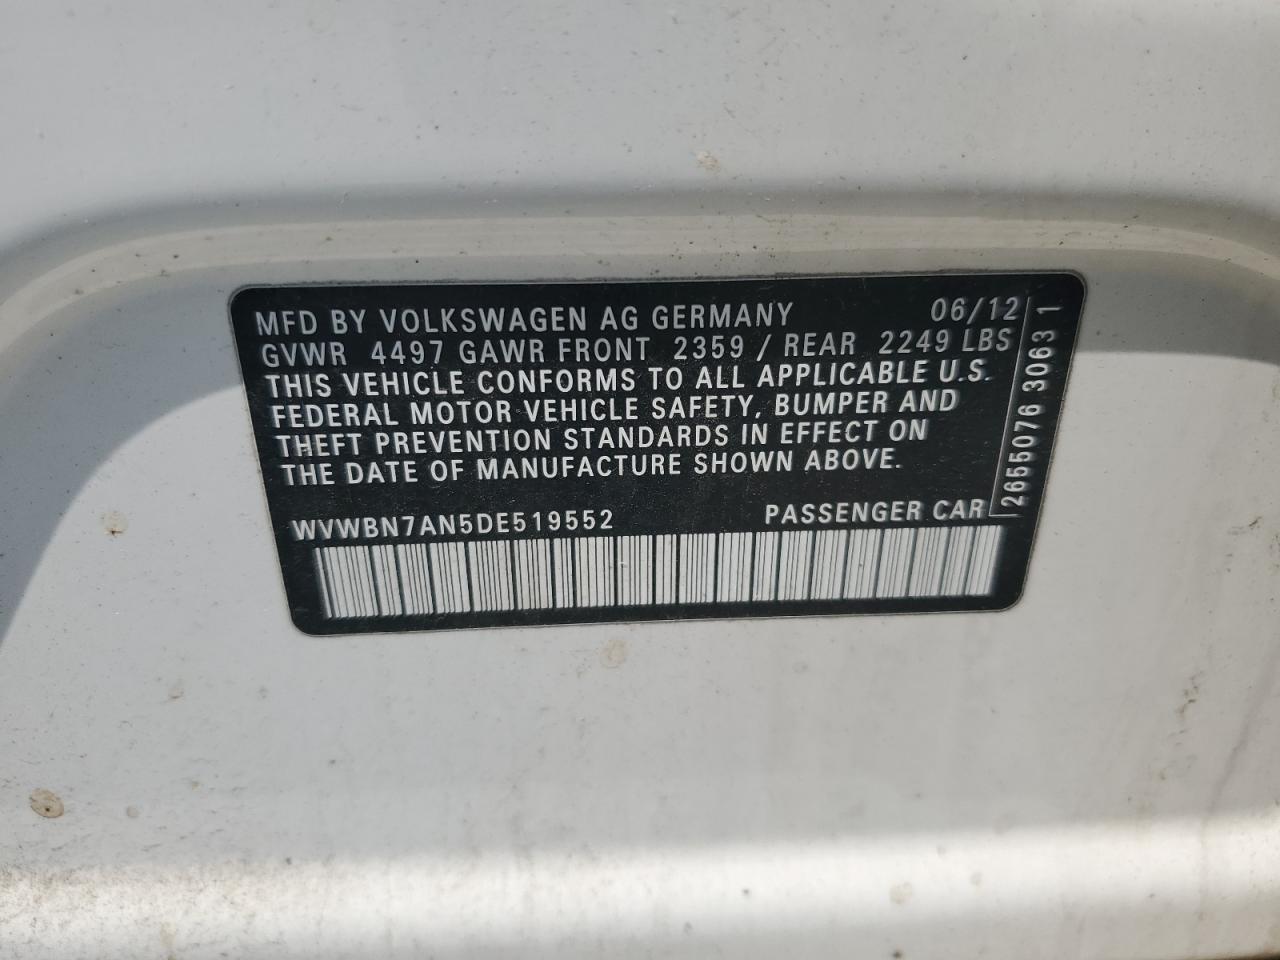 MFD BY VOLKSWAGEN AG GERMANY 06/12
GVWR 4497 GAWR FRONT 2359 / REAR 2249 LBS
THIS VEHICLE CONFORMS TO ALL APPLICABLE U.S.
FEDERAL MOTOR VEHICLE SAFETY, BUMPER AND
THEFT PREVENTION STANDARDS IN EFFECT ON
THE DATE OF MANUFACTURE SHOWN ABOVE.
WVWBN7AN5DE519552 PASSENGER CAR
2655076 3063 1